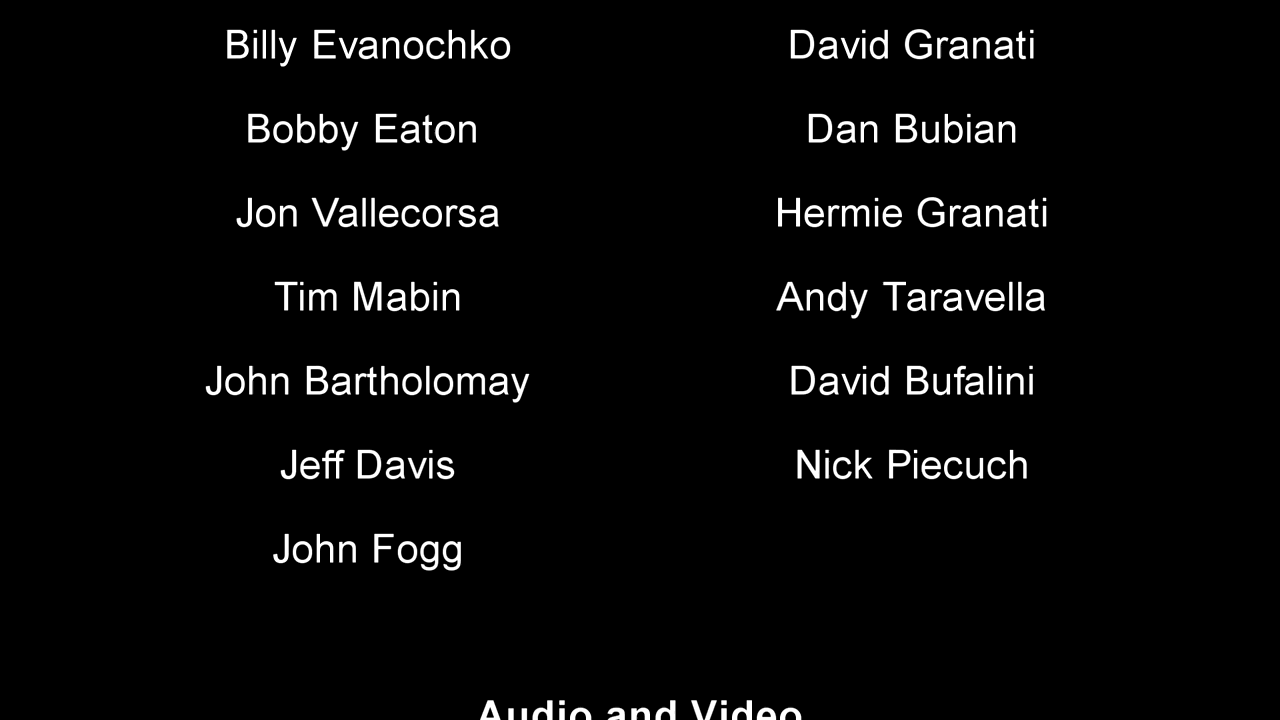 Billy Evanochko David Granati
Bobby Eaton Dan Bubian
Jon Vallecorsa Hermie Granati
Tim Mabin Andy Taravella
John Bartholomay David Bufalini
Jeff Davis Nick Piecuch
John Fogg
Audio and Video